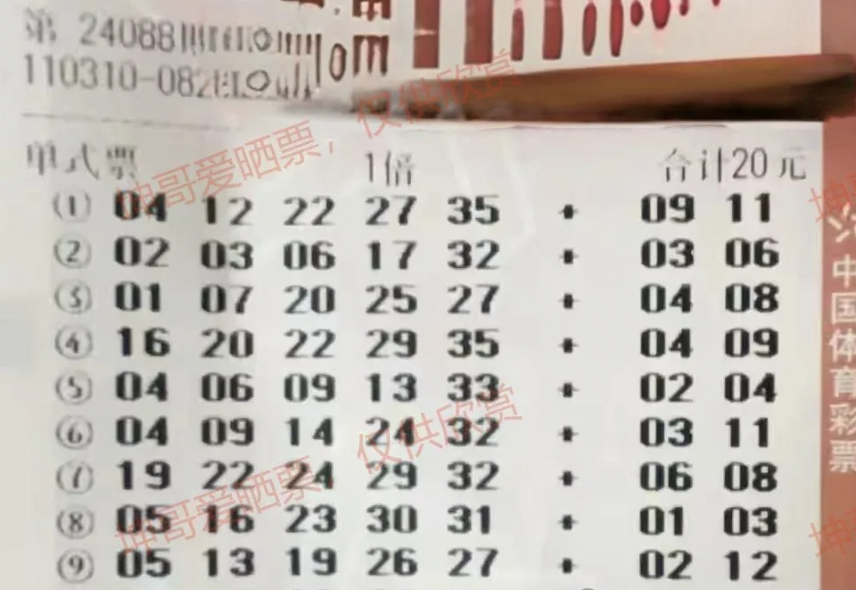 第 24088
110310-082
单式票 1倍 合计20元
① 04 12 22 27 35 + 09 11
② 02 03 06 17 32 + 03 06
③ 01 07 20 25 27 + 04 08
④ 16 20 22 29 35 + 04 09
⑤ 04 06 09 13 33 + 02 04
⑥ 04 09 14 24 32 + 03 11
⑦ 19 22 24 29 32 + 06 08
⑧ 05 16 23 30 31 + 01 03
⑨ 05 13 19 26 27 + 02 12
中国体育彩票
坤哥爱晒票，仅供欣赏
坤哥爱晒票，仅供欣赏